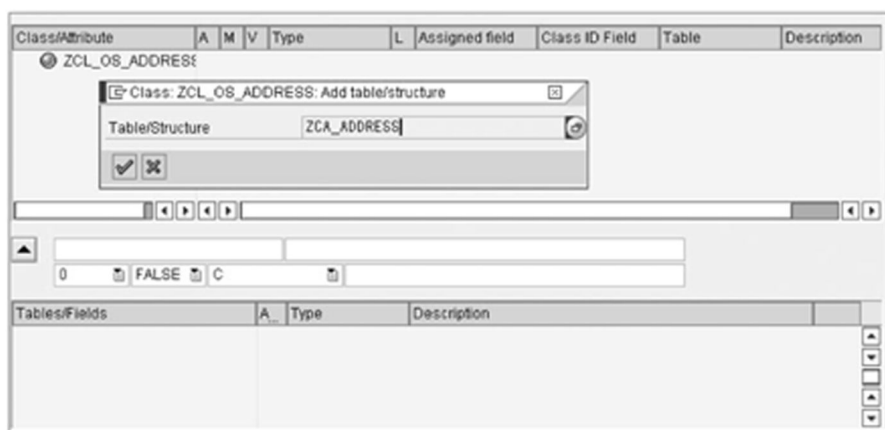 Class/Attribute A M V Type L Assigned field Class ID Field Table Description
ZCL_OS_ADDRESS
Class: ZCL_OS_ADDRESS: Add table/structure
Table/Structure ZCA_ADDRESS
0 FALSE C
Tables/Fields A_ Type Description